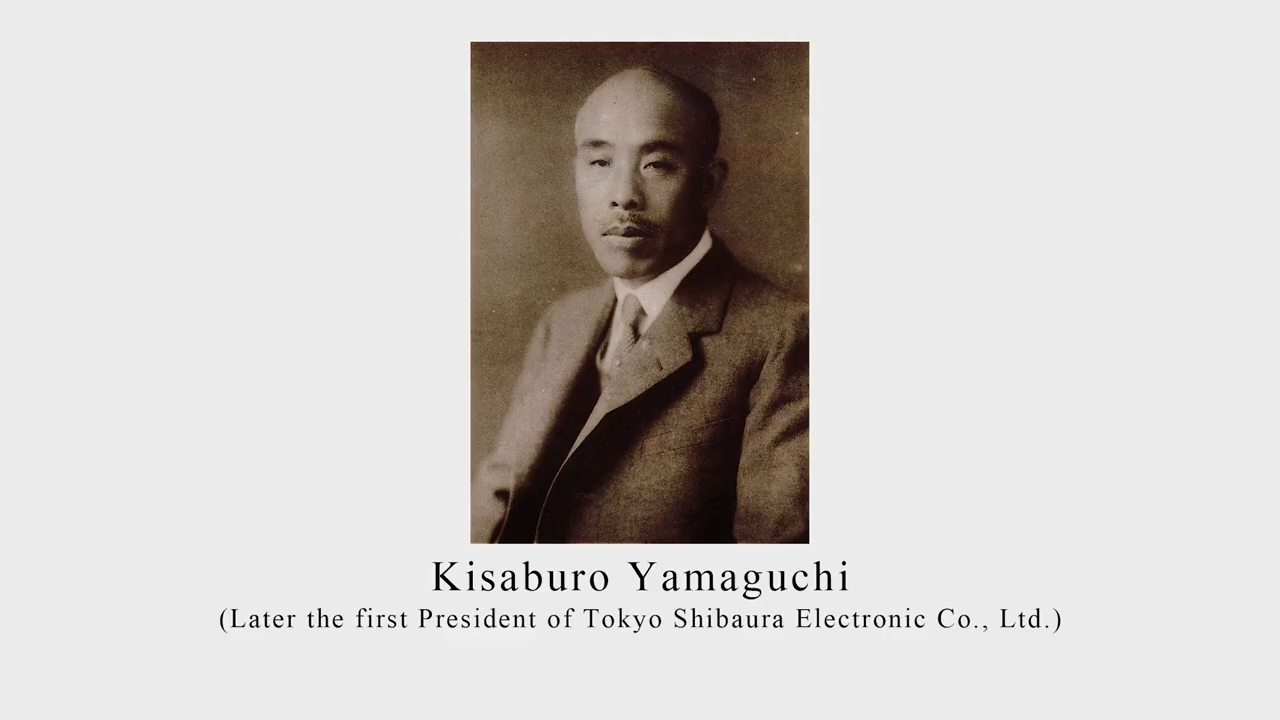 Kisaburo Yamaguchi
(Later the first President of Tokyo Shibaura Electronic Co., Ltd.)